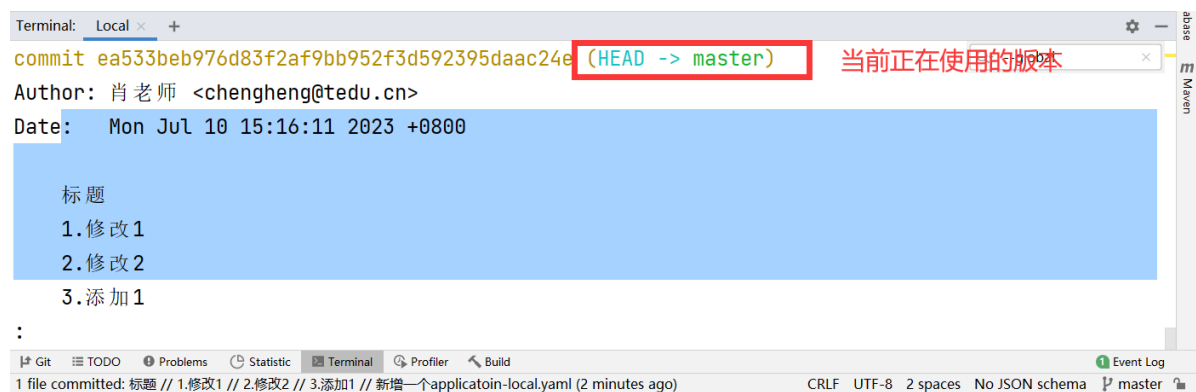 Terminal: Local × +
commit ea533beb976d83f2af9bb952f3d592395daac24e (HEAD -> master) 当前正在使用的版本
Author: 肖老师 <chengheng@tedu.cn>
Date: Mon Jul 10 15:16:11 2023 +0800
标题
1.修改1
2.修改2
3.添加1
:
Git TODO Problems Statistic Terminal Profiler Build 1 Event Log
1 file committed: 标题 // 1.修改1 // 2.修改2 // 3.添加1 // 新增一个applicatoin-local.yaml (2 minutes ago) CRLF UTF-8 2 spaces No JSON schema master
abase
m Maven